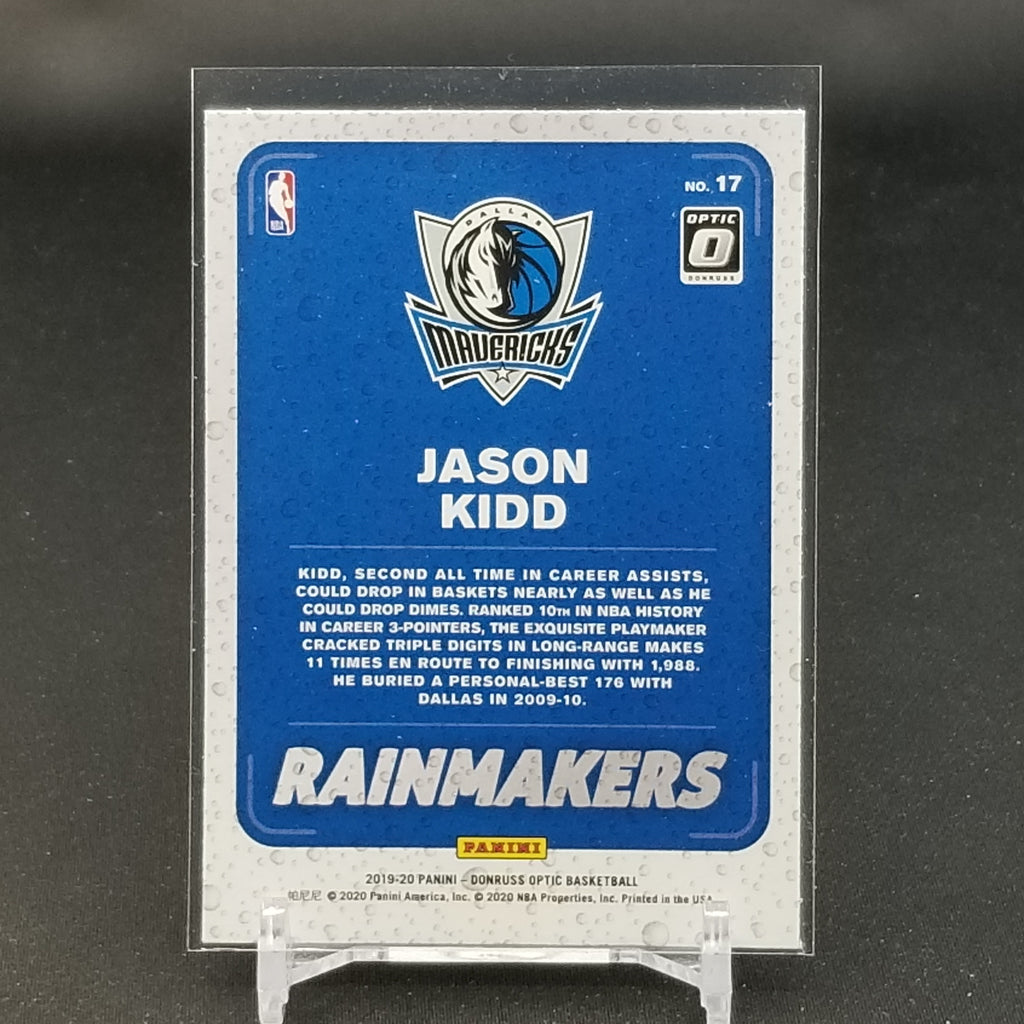 NO. 17
OPTIC
DONRUSS
NBA
DALLAS
MAVERICKS
JASON
KIDD
KIDD, SECOND ALL TIME IN CAREER ASSISTS,
COULD DROP IN BASKETS NEARLY AS WELL AS HE
COULD DROP DIMES. RANKED 10TH IN NBA HISTORY
IN CAREER 3-POINTERS, THE EXQUISITE PLAYMAKER
CRACKED TRIPLE DIGITS IN LONG-RANGE MAKES
11 TIMES EN ROUTE TO FINISHING WITH 1,988.
HE BURIED A PERSONAL-BEST 176 WITH
DALLAS IN 2009-10.
RAINMAKERS
PANINI
2019-20 PANINI – DONRUSS OPTIC BASKETBALL
帕尼尼 © 2020 Panini America, Inc. © 2020 NBA Properties, Inc. Printed in the USA